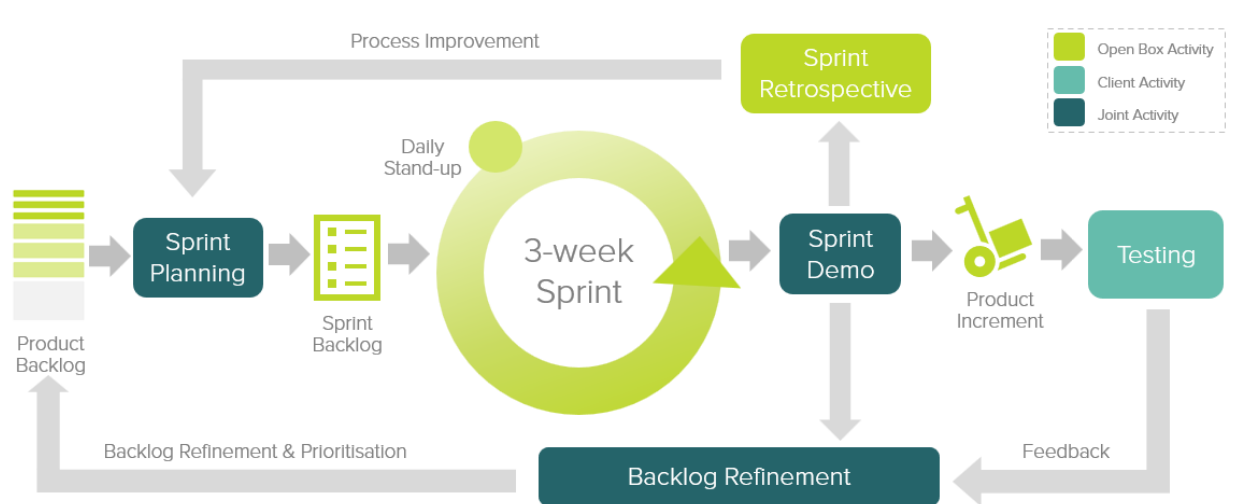 Process Improvement
Sprint
Retrospective
Open Box Activity
Client Activity
Joint Activity
Daily
Stand-up
Sprint
Planning
3-week
Sprint
Sprint
Demo
Testing
Product
Increment
Sprint
Backlog
Product
Backlog
Backlog Refinement & Prioritisation
Backlog Refinement
Feedback